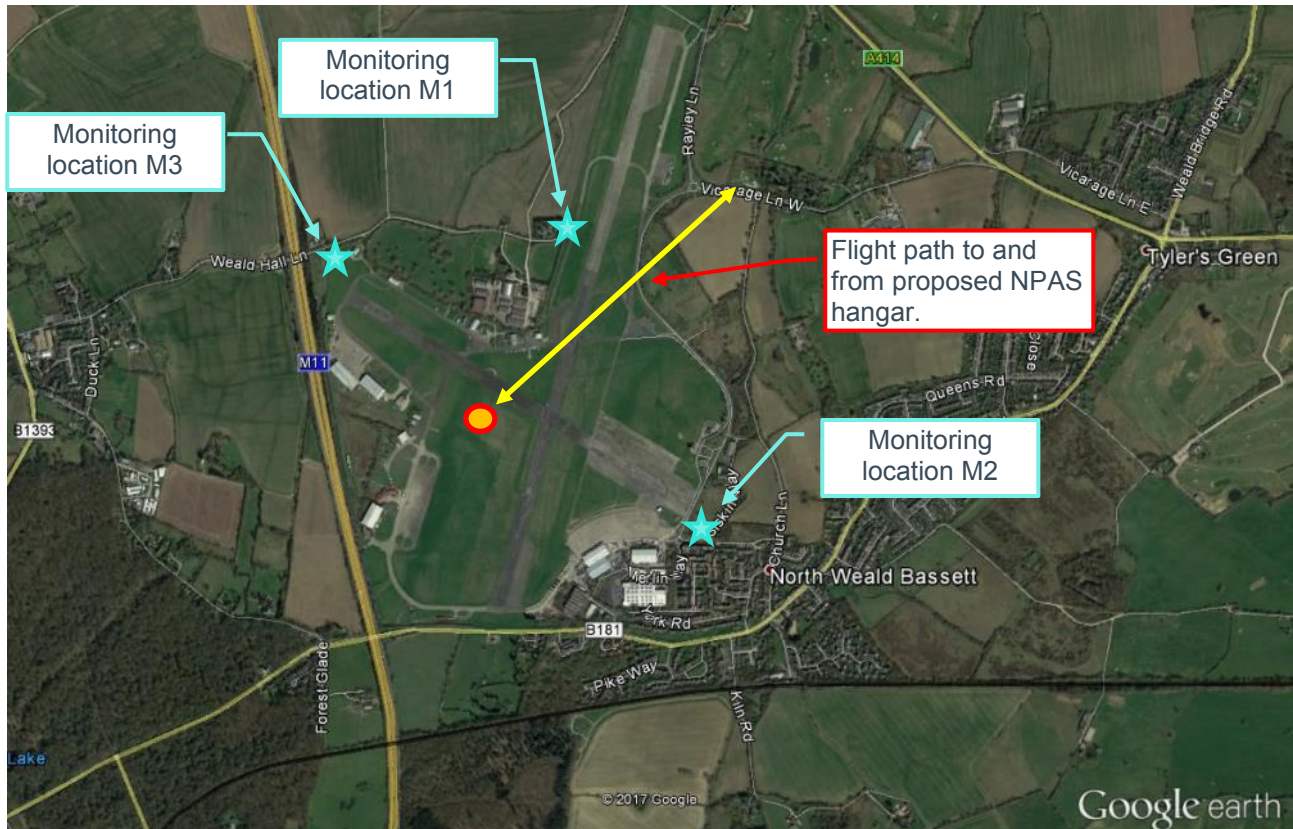 Monitoring
location M1
Monitoring
location M3
A414
Rayley Ln
Weald Bridge Rd
Vicarage Ln W
Vicarage Ln E
Weald Hall Ln
Flight path to and
from proposed NPAS
hangar.
Tyler's Green
Duck Ln
M11
Close
Queens Rd
B1393
Monitoring
location M2
Church Ln
North Weald Bassett
Merlin
York Rd
B181
Pike Way
Forest Glade
Kiln Rd
Lake
© 2017 Google
Google earth